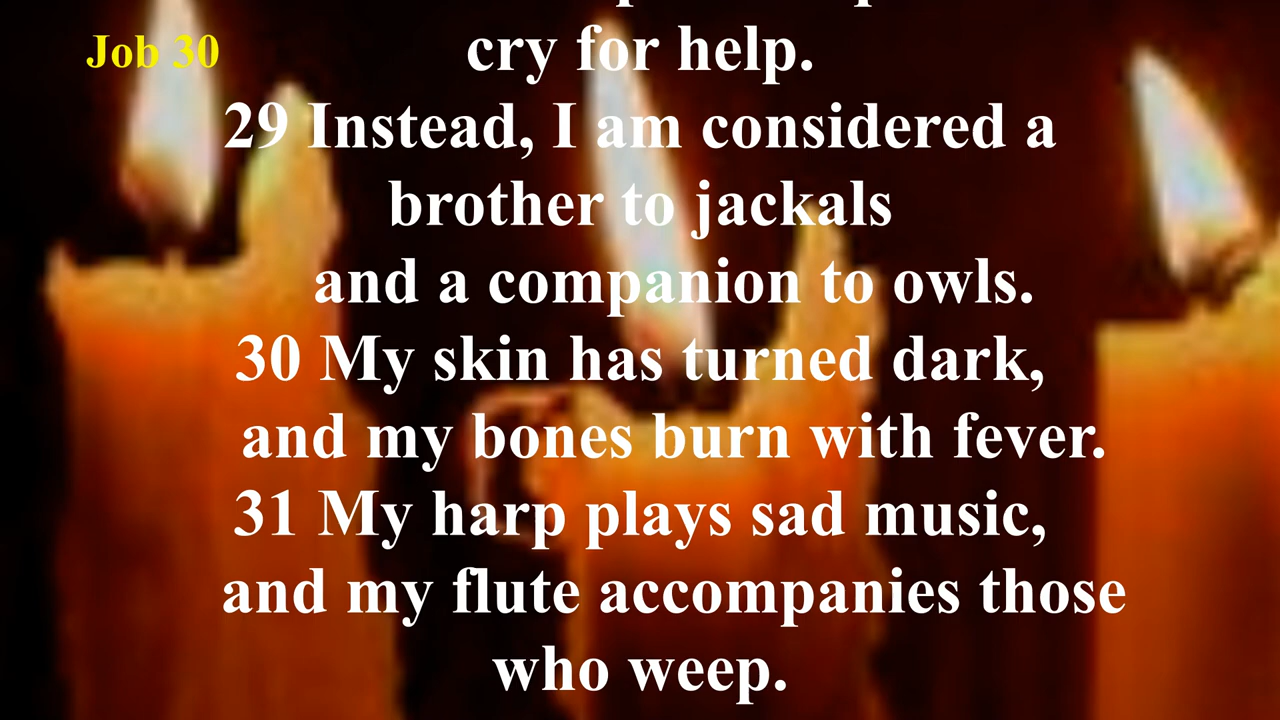 Job 30
cry for help.
29 Instead, I am considered a
brother to jackals
and a companion to owls.
30 My skin has turned dark,
and my bones burn with fever.
31 My harp plays sad music,
and my flute accompanies those
who weep.